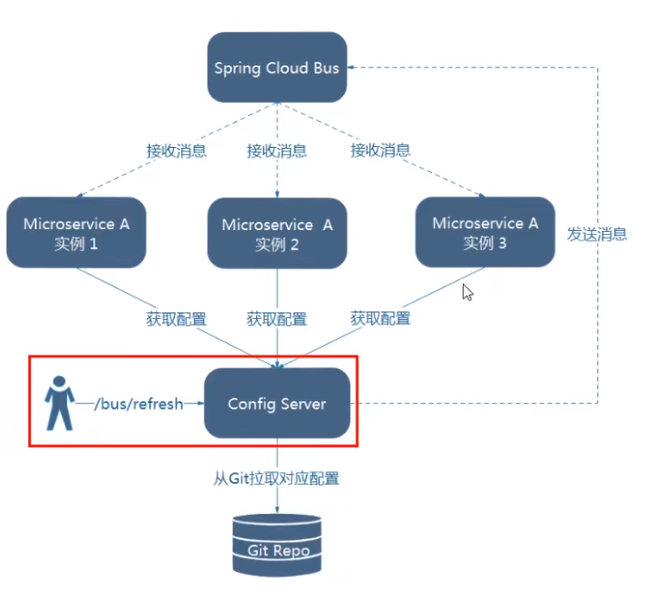 Spring Cloud Bus
接收消息
接收消息
接收消息
Microservice A
实例 1
Microservice A
实例 2
Microservice A
实例 3
发送消息
获取配置
获取配置
获取配置
/bus/refresh
Config Server
从Git拉取对应配置
Git Repo